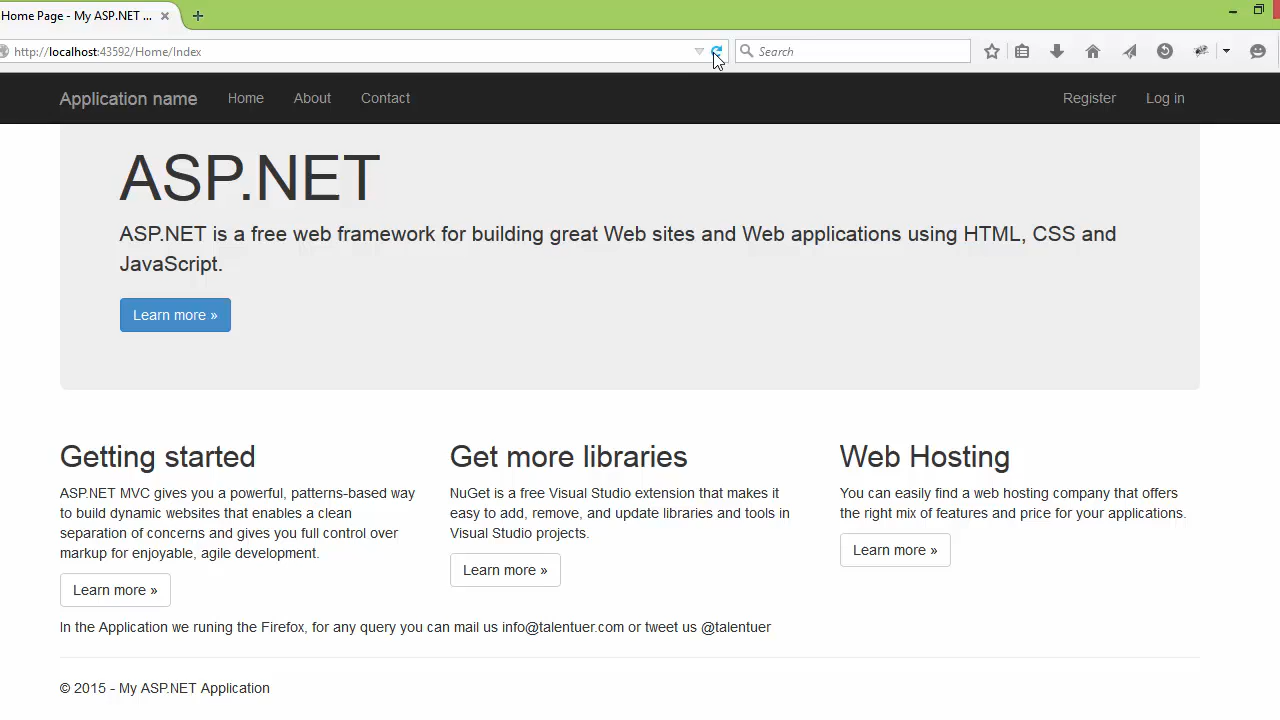 Home Page - My ASP.NET ...
http://localhost:43592/Home/Index
Search
Application name Home About Contact Register Log in
ASP.NET
ASP.NET is a free web framework for building great Web sites and Web applications using HTML, CSS and
JavaScript.
Learn more »
Getting started
ASP.NET MVC gives you a powerful, patterns-based way
to build dynamic websites that enables a clean
separation of concerns and gives you full control over
markup for enjoyable, agile development.
Learn more »
Get more libraries
NuGet is a free Visual Studio extension that makes it
easy to add, remove, and update libraries and tools in
Visual Studio projects.
Learn more »
Web Hosting
You can easily find a web hosting company that offers
the right mix of features and price for your applications.
Learn more »
In the Application we runing the Firefox, for any query you can mail us info@talentuer.com or tweet us @talentuer
© 2015 - My ASP.NET Application